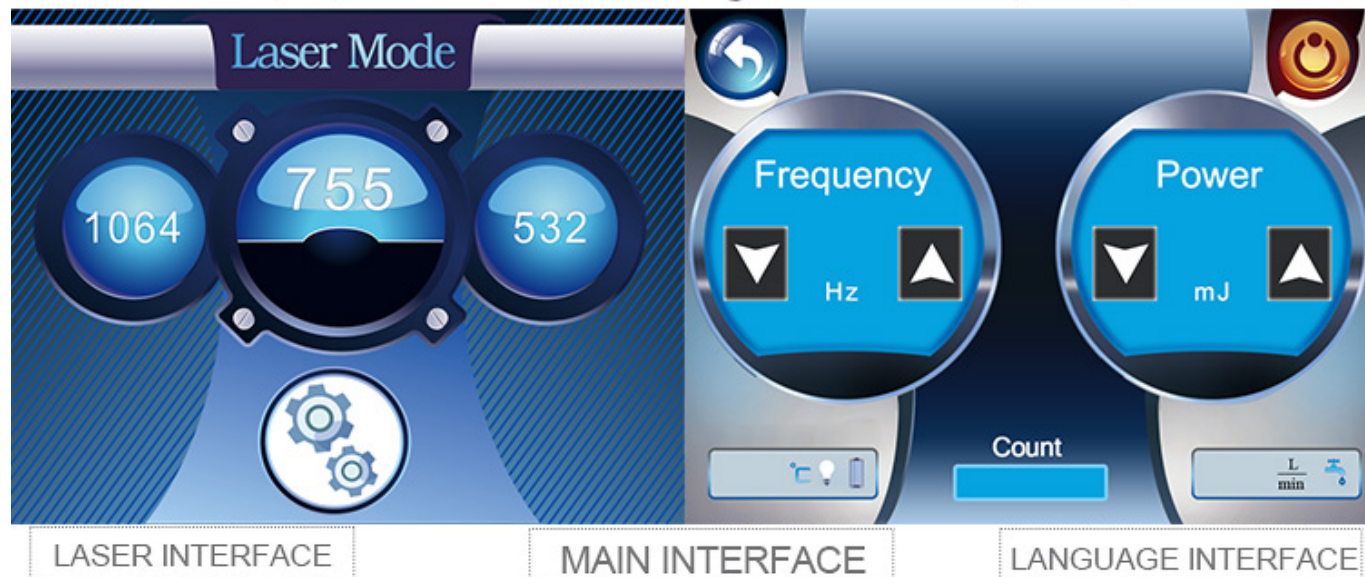 Laser Mode
1064
755
532
Frequency
Hz
Power
mJ
Count
°C
L
min
LASER INTERFACE
MAIN INTERFACE
LANGUAGE INTERFACE